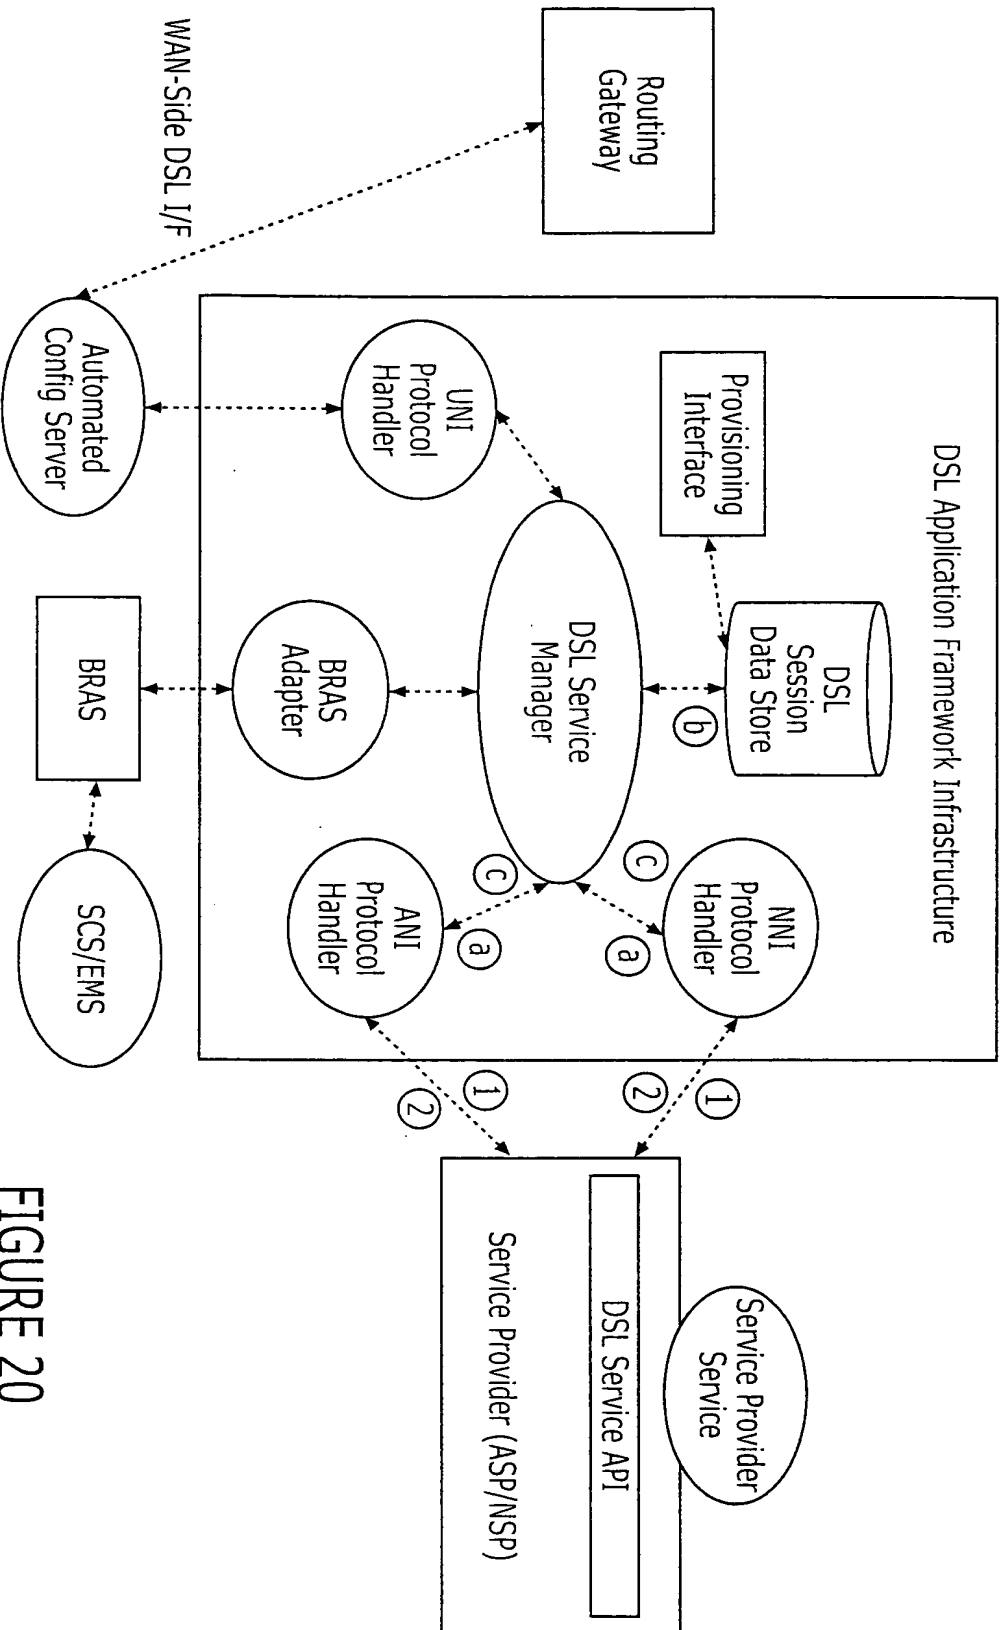 DSL Application Framework Infrastructure
Routing
Gateway
Provisioning
Interface
DSL
Session
Data Store
b
NNI
Protocol
Handler
c
a
1
2
Service Provider
Service
DSL Service API
Service Provider (ASP/NSP)
UNI
Protocol
Handler
DSL Service
Manager
c
a
ANI
Protocol
Handler
1
2
BRAS
Adapter
WAN-Side DSL I/F
Automated
Config Server
BRAS
SCS/EMS
FIGURE 20